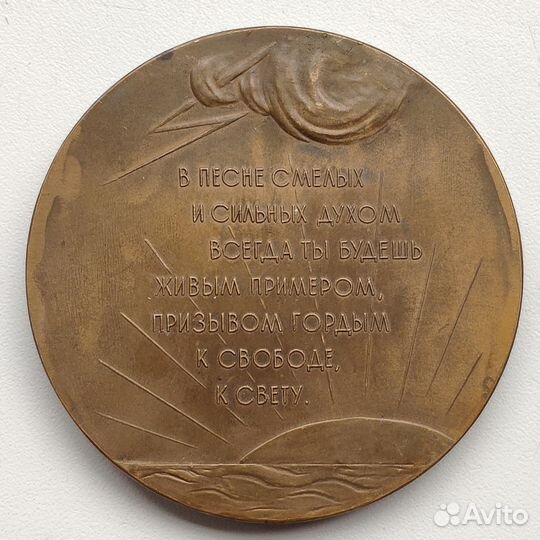 В ПЕСНЕ СМЕЛЫХ
И СИЛЬНЫХ ДУХОМ
ВСЕГДА ТЫ БУДЕШЬ
ЖИВЫМ ПРИМЕРОМ,
ПРИЗЫВОМ ГОРДЫМ
К СВОБОДЕ,
К СВЕТУ.
Avito